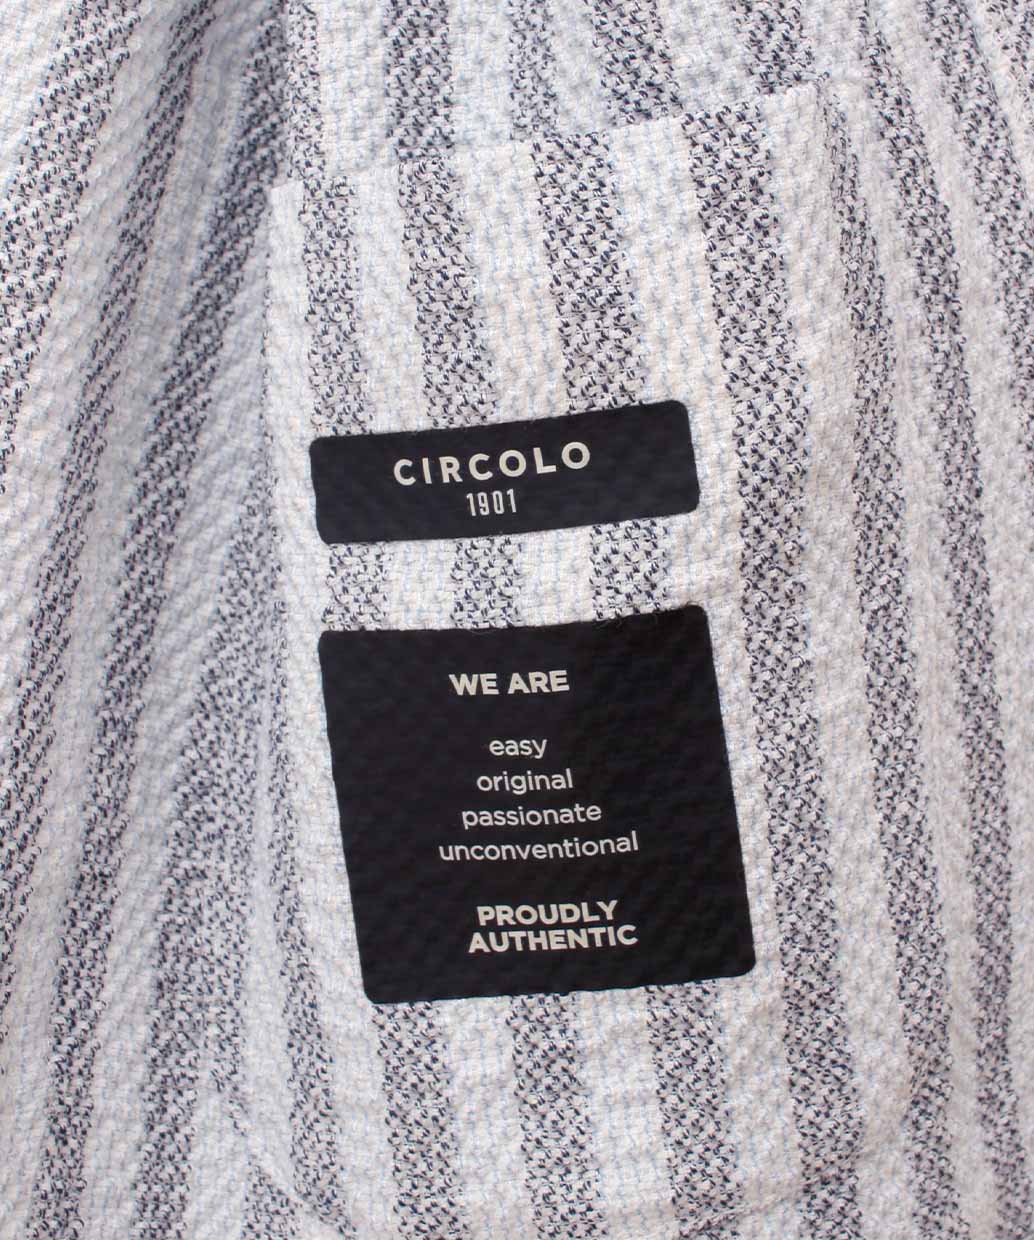 CIRCOLO
1901
WE ARE
easy
original
passionate
unconventional
PROUDLY
AUTHENTIC